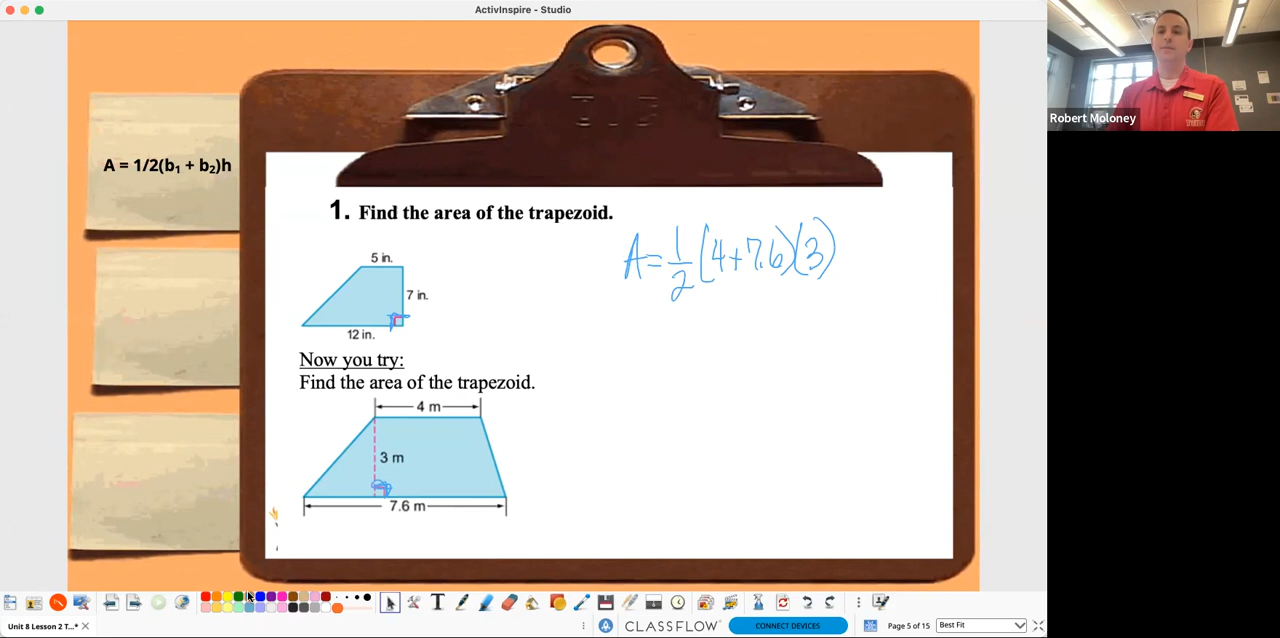 ActivInspire - Studio
Robert Moloney
A = 1/2(b₁ + b₂)h
1. Find the area of the trapezoid.
A = 1/2 (4+7.6)(3)
5 in.
7 in.
12 in.
Now you try:
Find the area of the trapezoid.
4 m
3 m
7.6 m
T
CLASSFLOW
CONNECT DEVICES
Page 5 of 15
Best Fit
Unit 8 Lesson 2 T...*